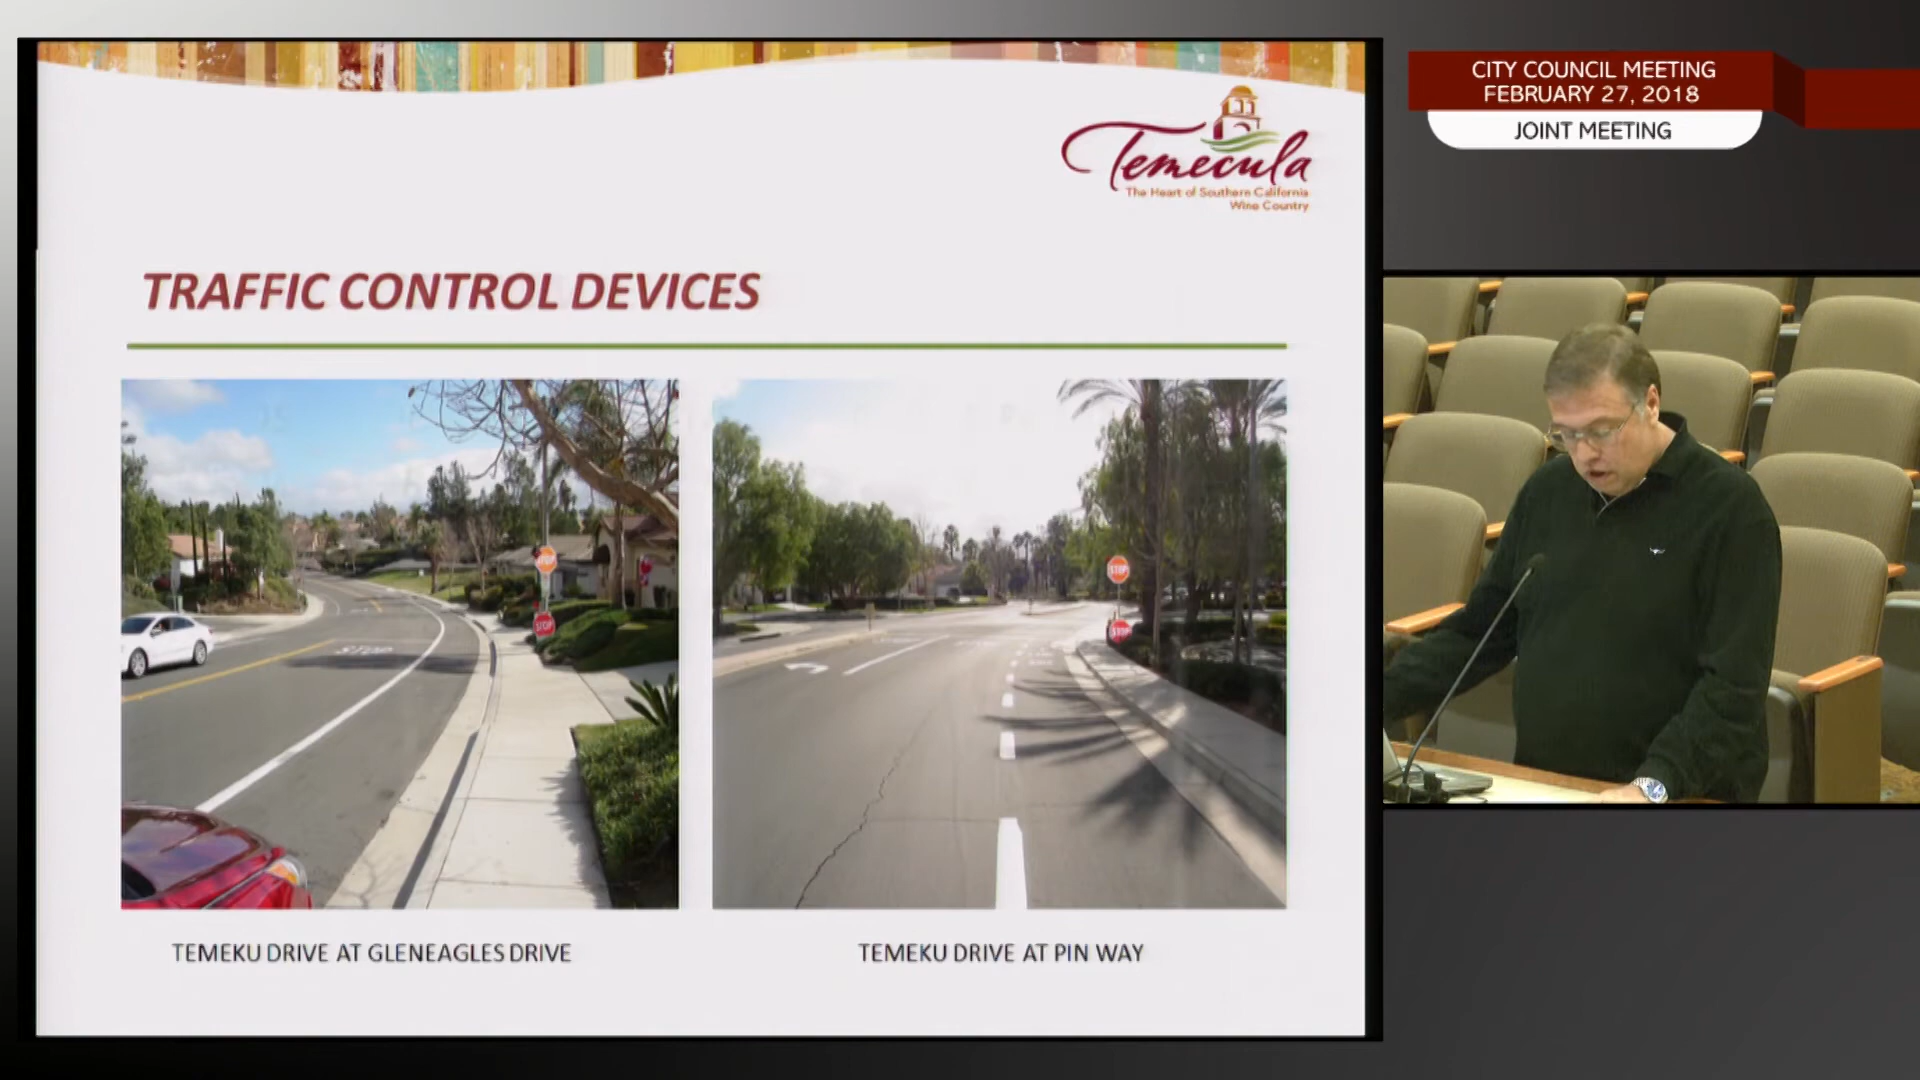 CITY COUNCIL MEETING
FEBRUARY 27, 2018
JOINT MEETING
Temecula
The Heart of Southern California
Wine Country
TRAFFIC CONTROL DEVICES
STOP
STOP
STOP
STOP
STOP
TEMEKU DRIVE AT GLENEAGLES DRIVE
TEMEKU DRIVE AT PIN WAY